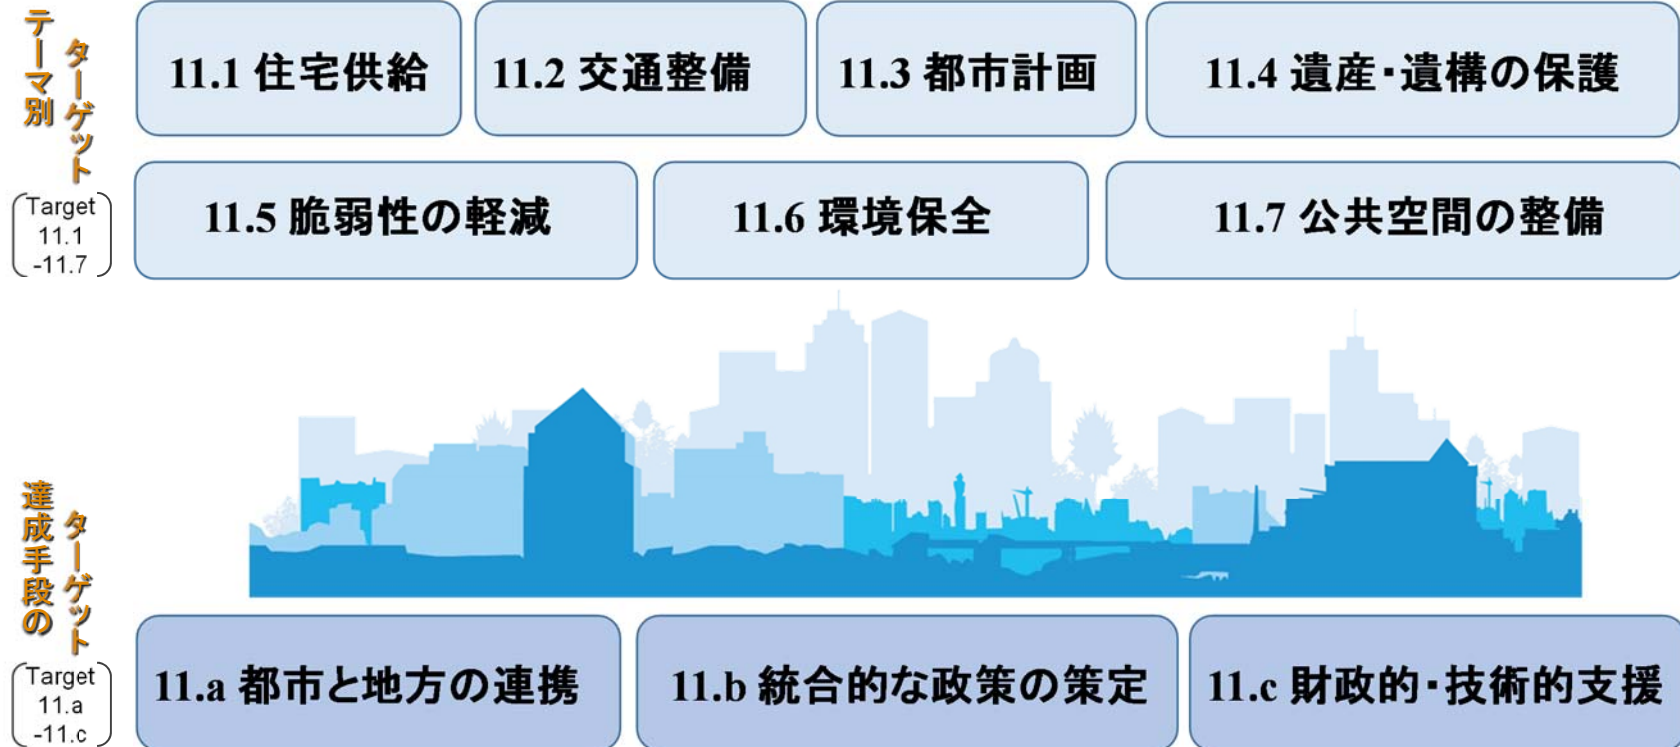 テーマ別
ターゲット
Target
11.1
-11.7
11.1 住宅供給
11.2 交通整備
11.3 都市計画
11.4 遺産・遺構の保護
11.5 脆弱性の軽減
11.6 環境保全
11.7 公共空間の整備
達成手段の
ターゲット
Target
11.a
-11.c
11.a 都市と地方の連携
11.b 統合的な政策の策定
11.c 財政的・技術的支援